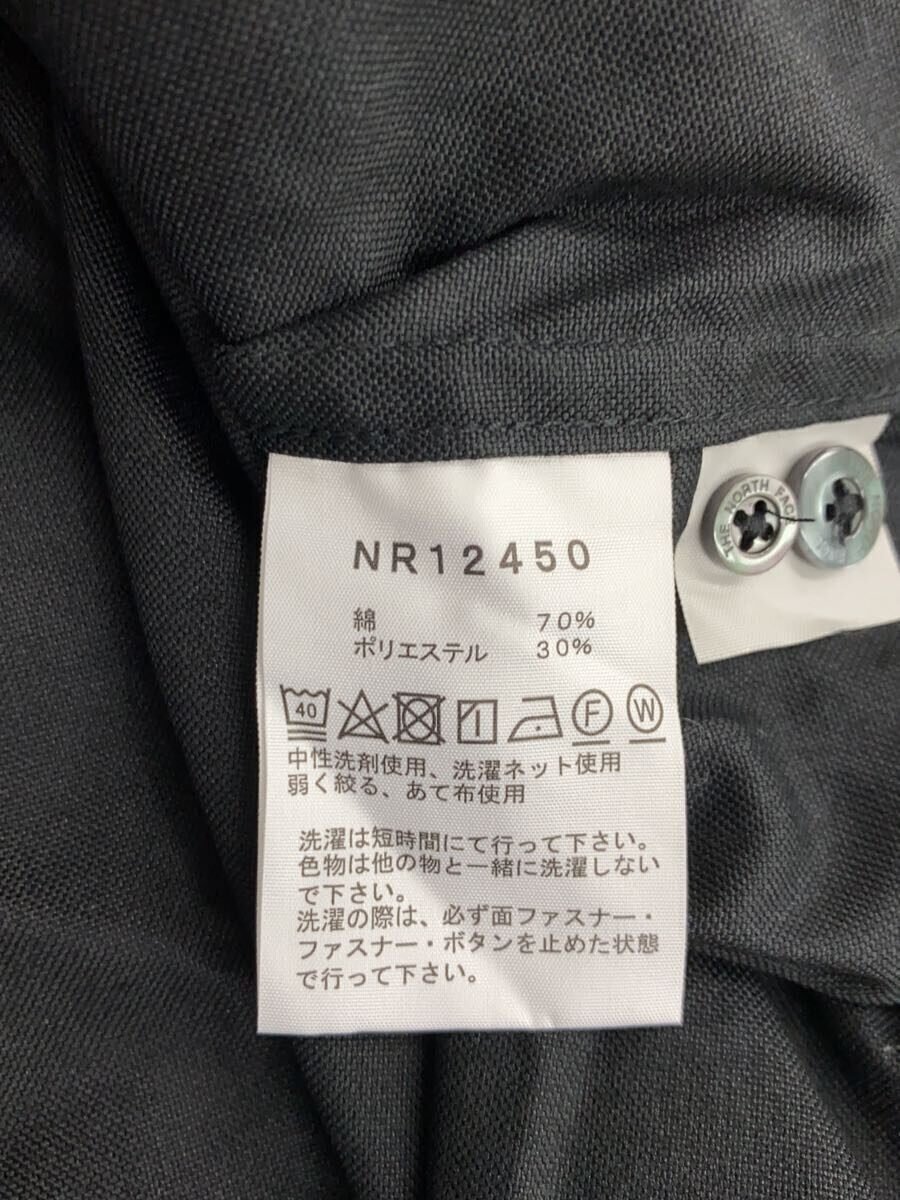 NR12450
綿 70%
ポリエステル 30%
THE NORTH FACE
40
F
W
中性洗剤使用、洗濯ネット使用
弱く絞る、あて布使用
洗濯は短時間にて行って下さい。
色物は他の物と一緒に洗濯しない
で下さい。
洗濯の際は、必ず面ファスナー・
ファスナー・ボタンを止めた状態
で行って下さい。